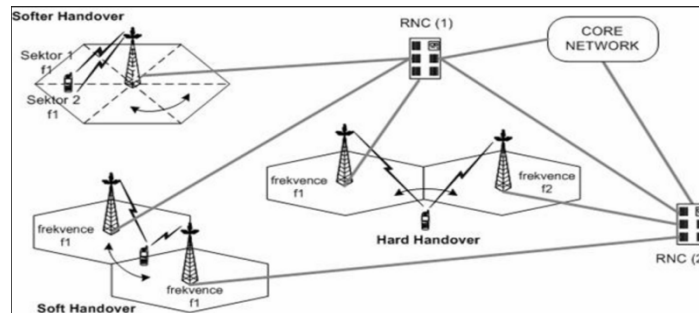 Softer Handover
Sektor 1
f1
Sektor 2
f1
RNC (1)
CORE
NETWORK
frekvence
f1
frekvence
f2
Hard Handover
frekvence
f1
frekvence
f1
Soft Handover
RNC (2